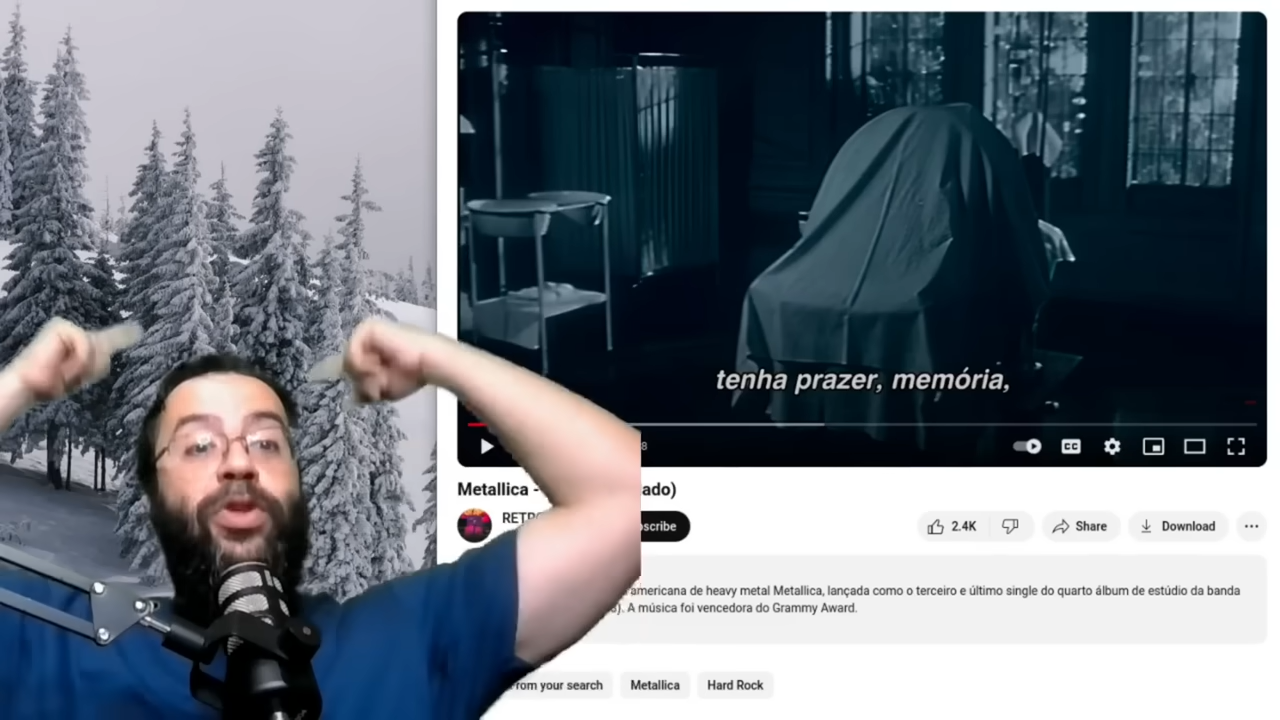 tenha prazer, memória,
CC
Metallica -
ado)
RETR
scribe
2.4K
Share
Download
americana de heavy metal Metallica, lançada como o terceiro e último single do quarto álbum de estúdio da banda
). A música foi vencedora do Grammy Award.
rom your search
Metallica
Hard Rock